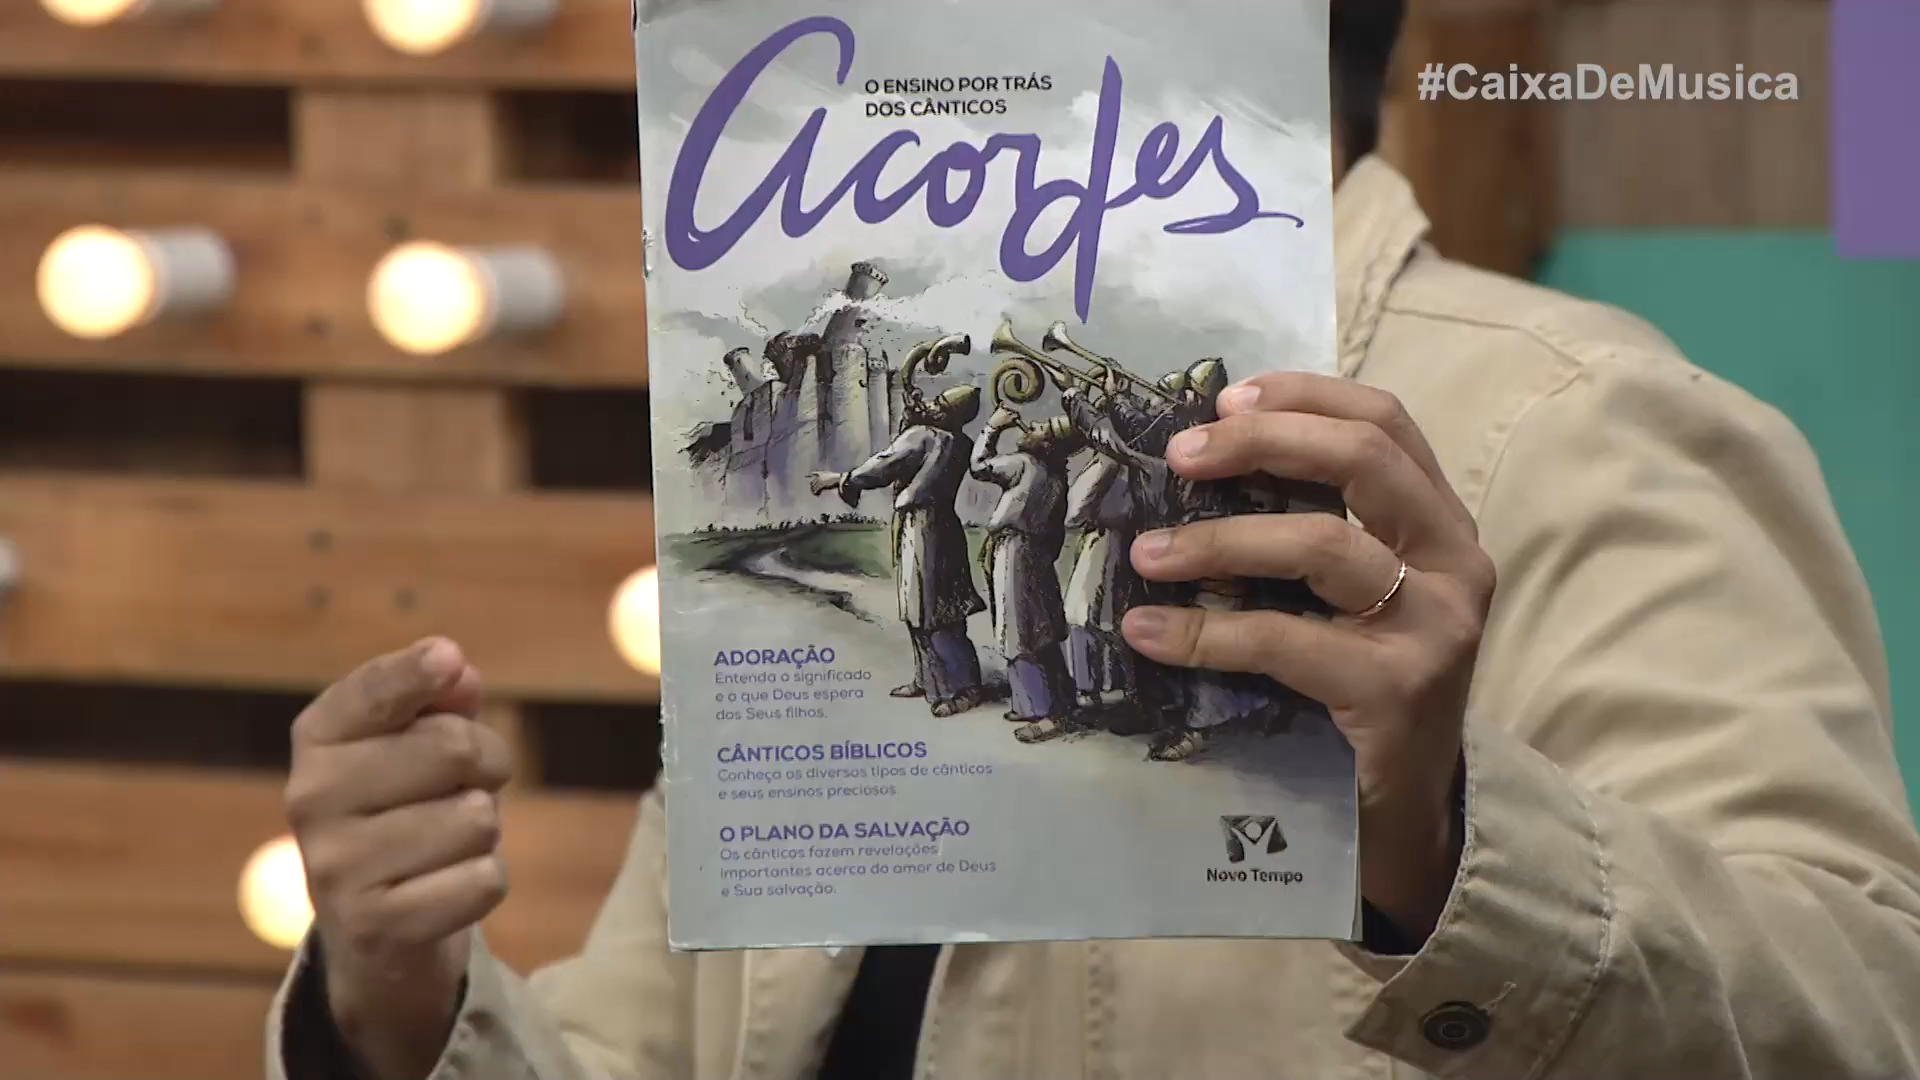 #CaixaDeMusica
O ENSINO POR TRÁS
DOS CÂNTICOS
acordes
ADORAÇÃO
Entenda o significado
e o que Deus espera
dos Seus filhos.
CÂNTICOS BÍBLICOS
Conheça os diversos tipos de cânticos
e seus ensinos preciosos.
O PLANO DA SALVAÇÃO
Os cânticos fazem revelações
importantes acerca do amor de Deus
e Sua salvação.
Novo Tempo